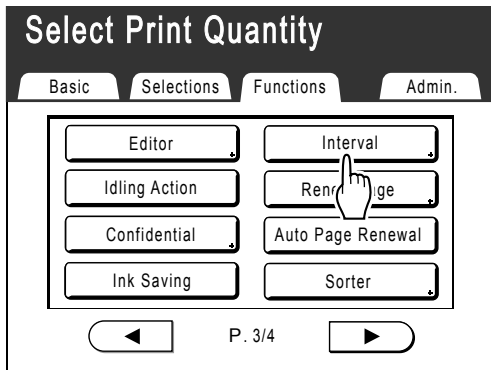 Select Print Quantity
Basic Selections Functions Admin.
Editor Interval
Idling Action
Confidential Auto Page Renewal
Ink Saving Sorter
P. 3/4